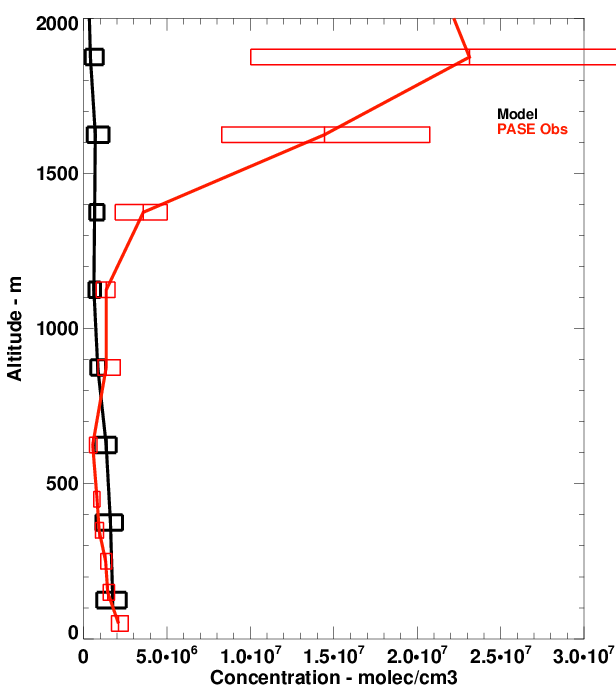 2000
1500
1000
500
0
Altitude - m
Model
PASE Obs
0 5.0•10⁶ 1.0•10⁷ 1.5•10⁷ 2.0•10⁷ 2.5•10⁷ 3.0•10⁷
Concentration - molec/cm3